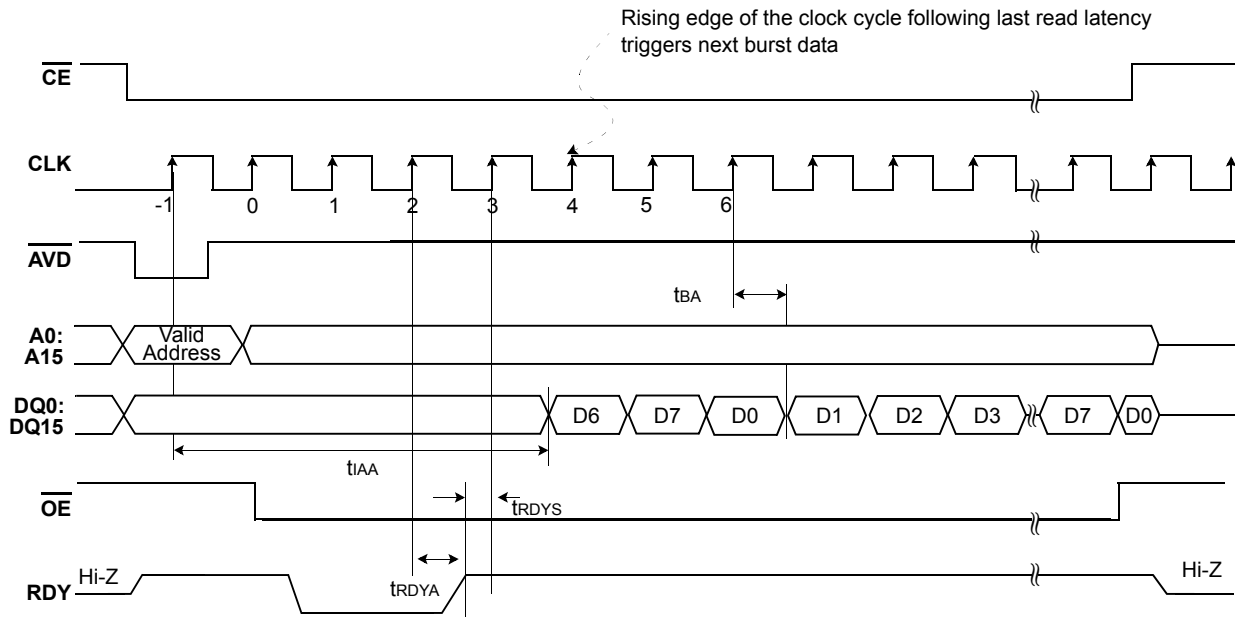 Rising edge of the clock cycle following last read latency
triggers next burst data
CE
CLK
-1 0 1 2 3 4 5 6
AVD
tBA
A0:
A15
Valid
Address
DQ0:
DQ15
D6 D7 D0 D1 D2 D3 D7 D0
tIAA
OE
tRDYS
Hi-Z
RDY
tRDYA
Hi-Z